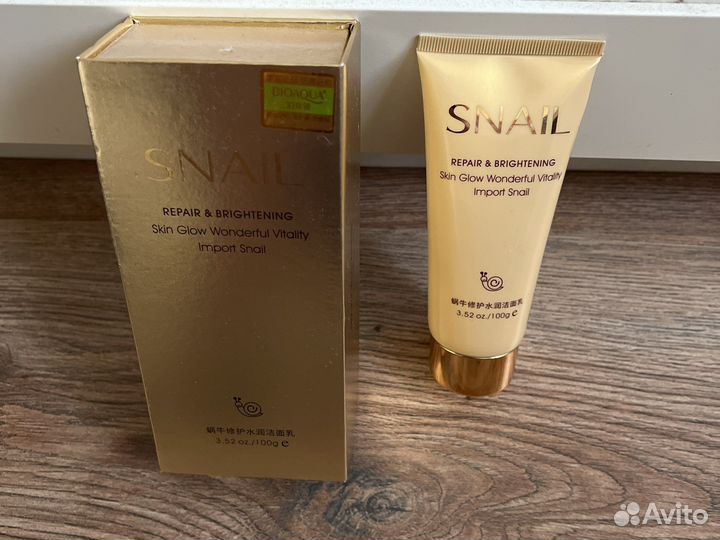 BIOAQUA
SNAIL
REPAIR & BRIGHTENING
Skin Glow Wonderful Vitality
Import Snail
蜗牛修护水润洁面乳
3.52 oz./100g e
SNAIL
REPAIR & BRIGHTENING
Skin Glow Wonderful Vitality
Import Snail
蜗牛修护水润洁面乳
3.52 oz./100g e
Avito